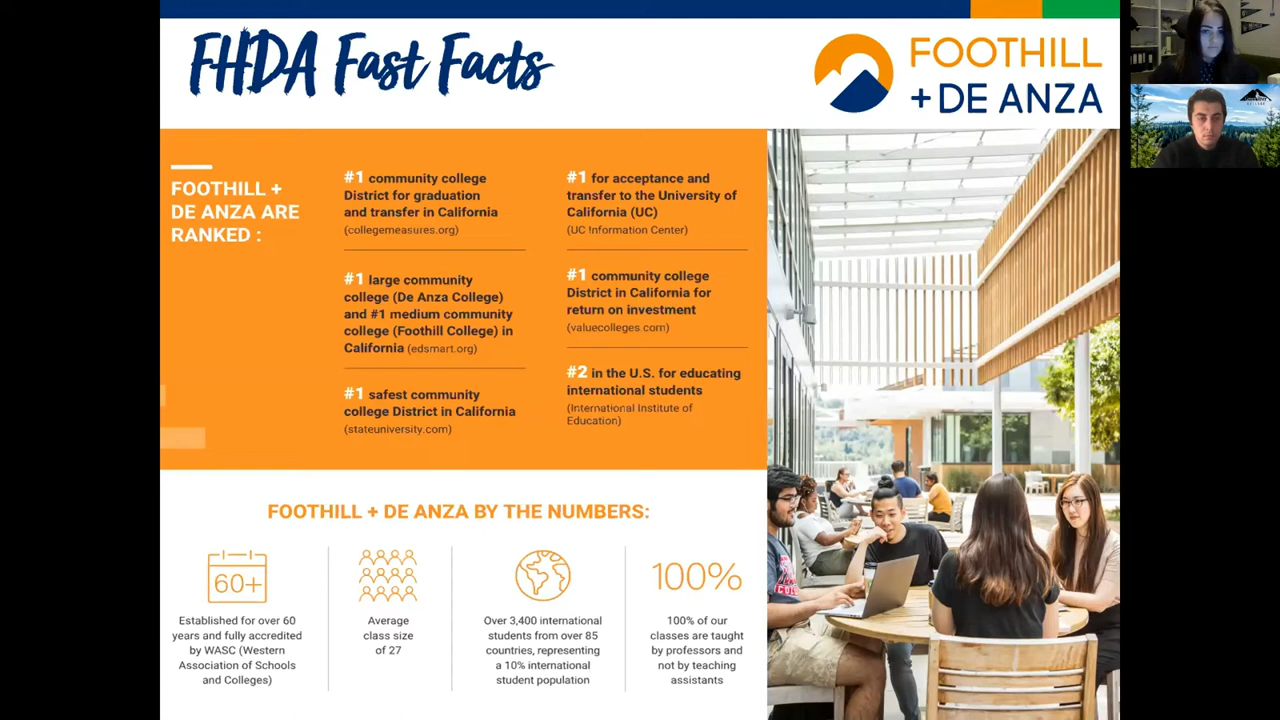 FHDA Fast Facts
FOOTHILL
+DE ANZA
FOOTHILL +
DE ANZA ARE
RANKED :
#1 community college
District for graduation
and transfer in California
(collegemeasures.org)
#1 large community
college (De Anza College)
and #1 medium community
college (Foothill College) in
California (edsmart.org)
#1 safest community
college District in California
(stateuniversity.com)
#1 for acceptance and
transfer to the University of
California (UC)
(UC Information Center)
#1 community college
District in California for
return on investment
(valuecolleges.com)
#2 in the U.S. for educating
international students
(International Institute of
Education)
FOOTHILL + DE ANZA BY THE NUMBERS:
60+
Established for over 60
years and fully accredited
by WASC (Western
Association of Schools
and Colleges)
Average
class size
of 27
Over 3,400 international
students from over 85
countries, representing
a 10% international
student population
100%
100% of our
classes are taught
by professors and
not by teaching
assistants